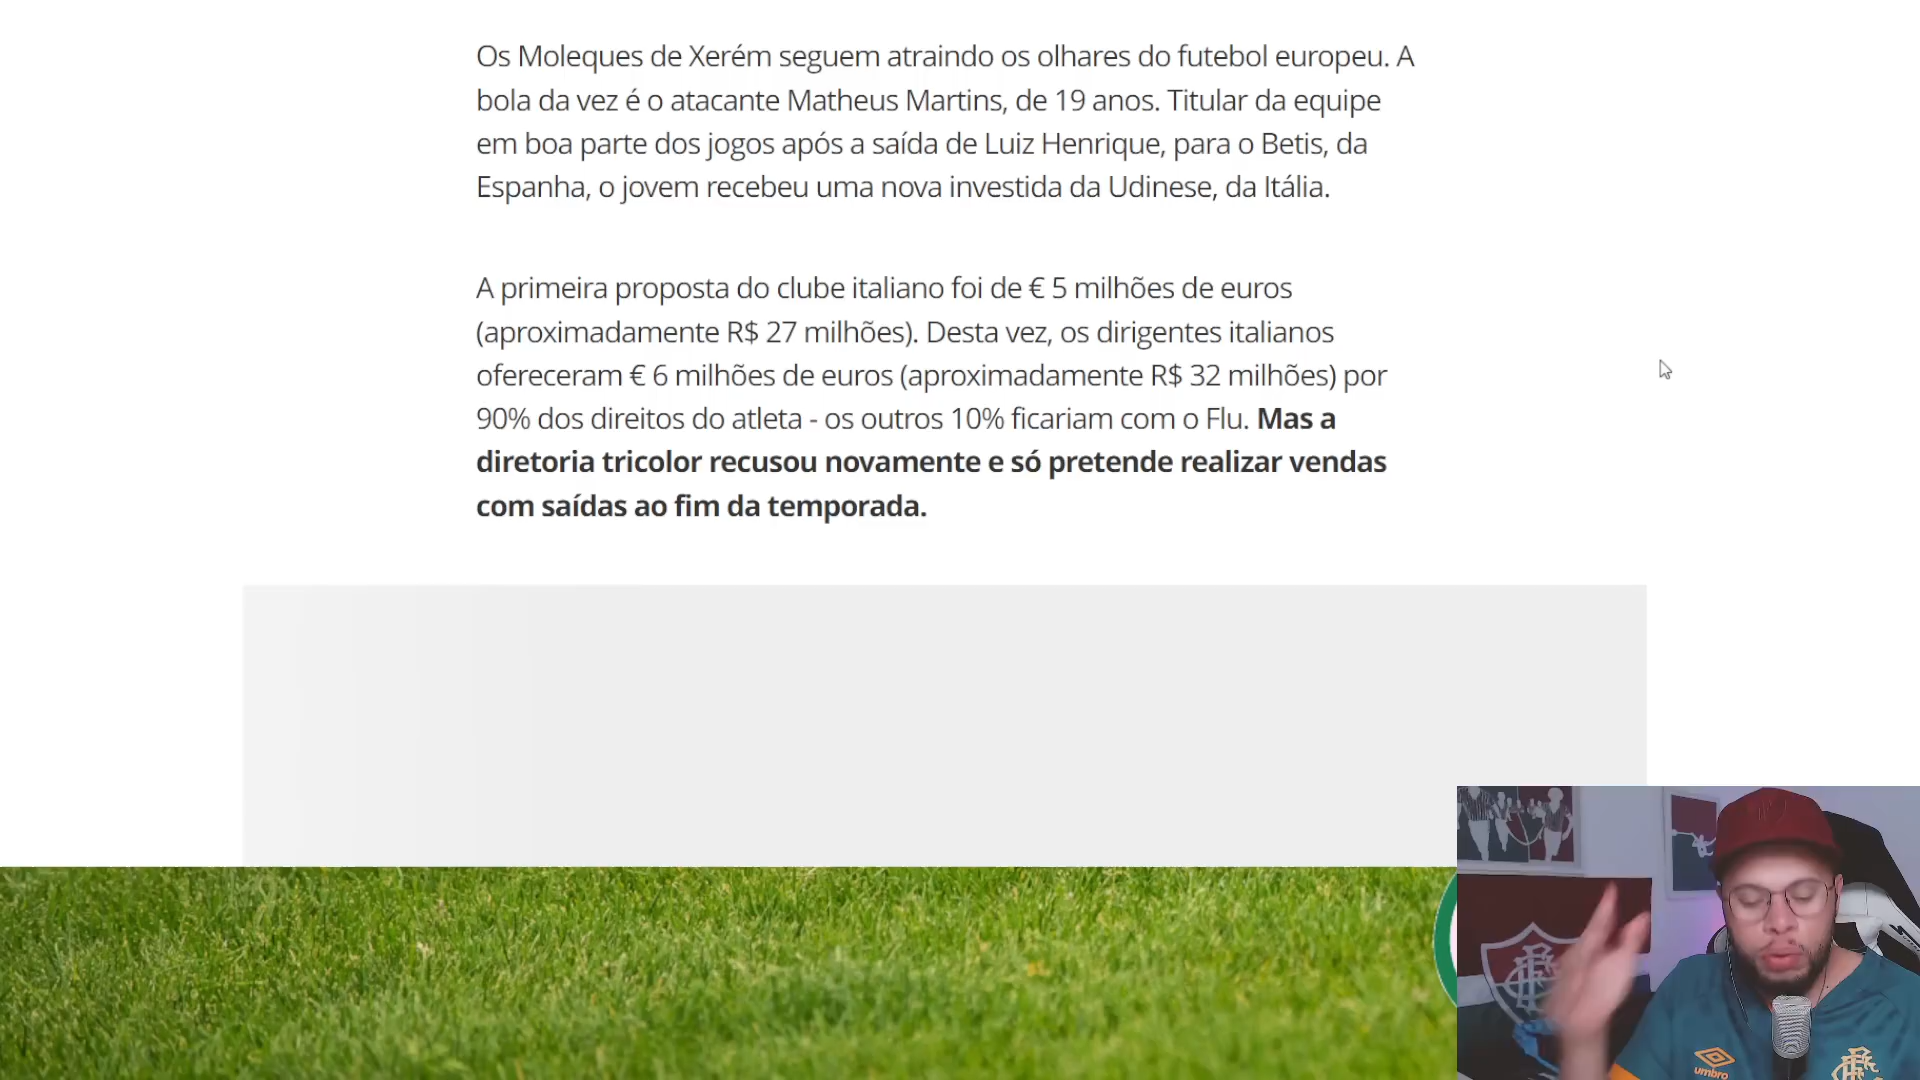 Os Moleques de Xerém seguem atraindo os olhares do futebol europeu. A
bola da vez é o atacante Matheus Martins, de 19 anos. Titular da equipe
em boa parte dos jogos após a saída de Luiz Henrique, para o Betis, da
Espanha, o jovem recebeu uma nova investida da Udinese, da Itália.
A primeira proposta do clube italiano foi de € 5 milhões de euros
(aproximadamente R$ 27 milhões). Desta vez, os dirigentes italianos
ofereceram € 6 milhões de euros (aproximadamente R$ 32 milhões) por
90% dos direitos do atleta - os outros 10% ficariam com o Flu. Mas a
diretoria tricolor recusou novamente e só pretende realizar vendas
com saídas ao fim da temporada.
umbro